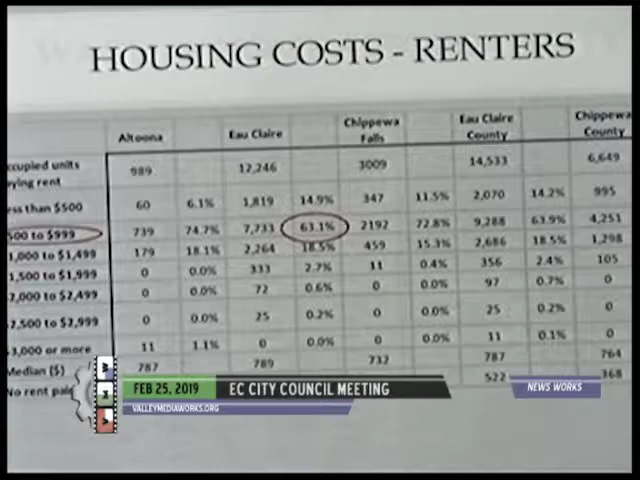 HOUSING COSTS - RENTERS
Altoona Eau Claire Chippewa Falls Eau Claire County Chippewa County
ccupied units ying rent 989 12,246 3009 14,533 6,649
ess than $500 60 6.1% 1,819 14.9% 347 11.5% 2,070 14.2% 995
500 to $999 739 74.7% 7,733 63.1% 2192 72.8% 9,288 63.9% 4,251
1,000 to $1,499 179 18.1% 2,264 18.5% 459 15.3% 2,686 18.5% 1,298
1,500 to $1,999 0 0.0% 333 2.7% 11 0.4% 356 2.4% 105
2,000 to $2,499 0 0.0% 72 0.6% 0 0.0% 97 0.7% 0
2,500 to $2,999 0 0.0% 25 0.2% 0 0.0% 25 0.2% 0
3,000 or more 11 1.1% 0 0.0% 0 0.0% 11 0.1% 0
Median ($) 787 789 732 787 764
No rent paid 522 368
W
M
FEB 25, 2019 EC CITY COUNCIL MEETING NEWS WORKS
VALLEYMEDIAWORKS.ORG